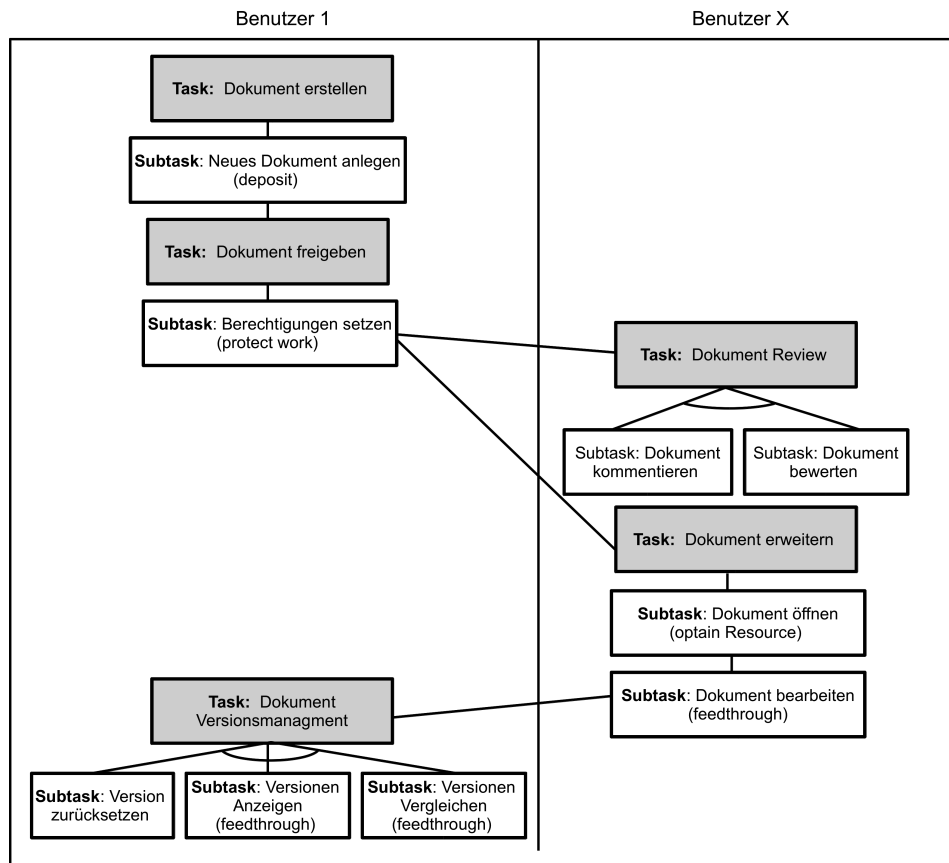 Benutzer 1
Benutzer X
Task: Dokument erstellen
Subtask: Neues Dokument anlegen
(deposit)
Task: Dokument freigeben
Subtask: Berechtigungen setzen
(protect work)
Task: Dokument Review
Subtask: Dokument
kommentieren
Subtask: Dokument
bewerten
Task: Dokument erweitern
Subtask: Dokument öffnen
(optain Resource)
Subtask: Dokument bearbeiten
(feedthrough)
Task: Dokument
Versionsmanagment
Subtask: Version
zurücksetzen
Subtask: Versionen
Anzeigen
(feedthrough)
Subtask: Versionen
Vergleichen
(feedthrough)